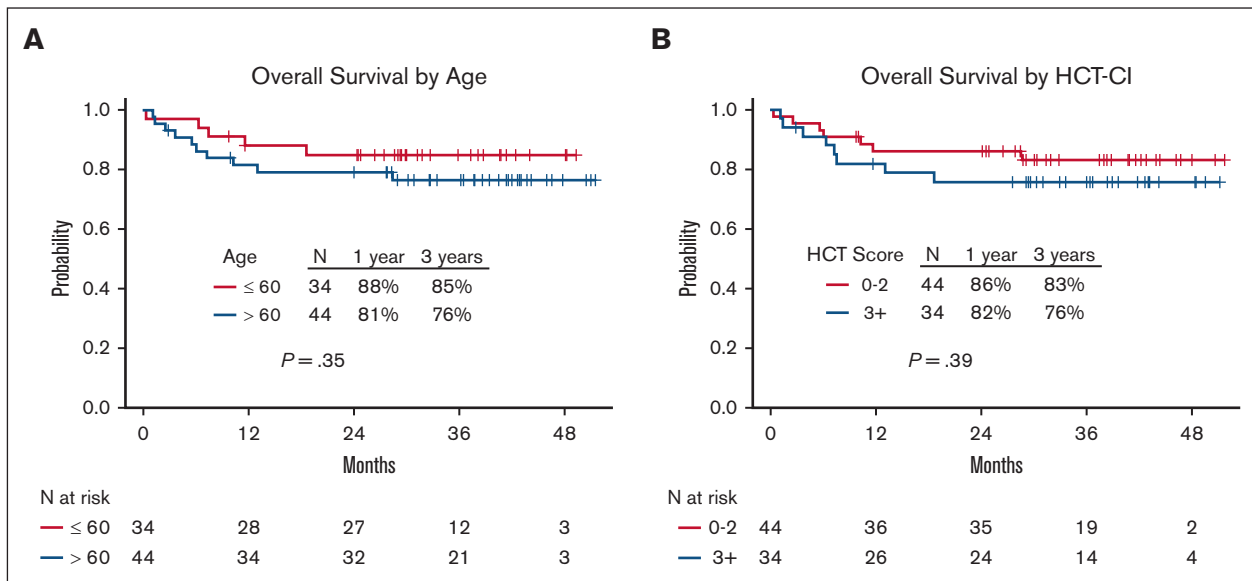 A
Overall Survival by Age
1.0
0.8
0.6
0.4
0.2
0.0
Probability
Age N 1 year 3 years
≤ 60 34 88% 85%
> 60 44 81% 76%
P = .35
0 12 24 36 48
Months
N at risk
≤ 60 34 28 27 12 3
> 60 44 34 32 21 3
B
Overall Survival by HCT-CI
1.0
0.8
0.6
0.4
0.2
0.0
Probability
HCT Score N 1 year 3 years
0-2 44 86% 83%
3+ 34 82% 76%
P = .39
0 12 24 36 48
Months
N at risk
0-2 44 36 35 19 2
3+ 34 26 24 14 4